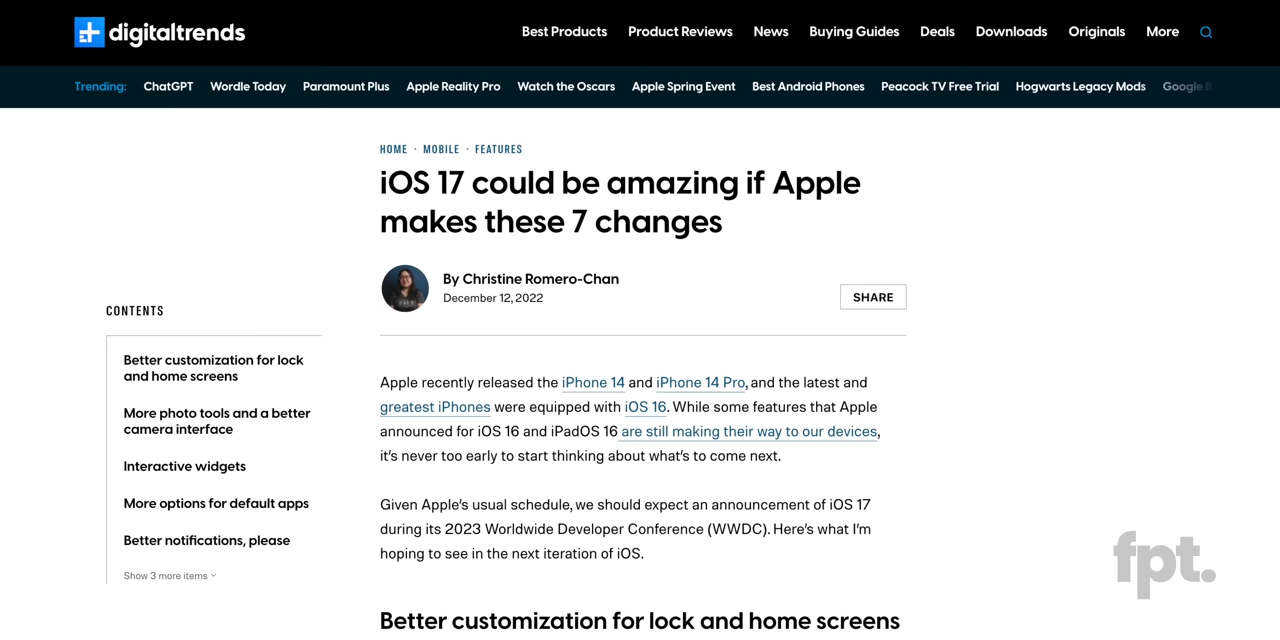 digitaltrends
Best Products Product Reviews News Buying Guides Deals Downloads Originals More
Trending: ChatGPT Wordle Today Paramount Plus Apple Reality Pro Watch the Oscars Apple Spring Event Best Android Phones Peacock TV Free Trial Hogwarts Legacy Mods Google
HOME · MOBILE · FEATURES
iOS 17 could be amazing if Apple
makes these 7 changes
By Christine Romero-Chan
December 12, 2022
SHARE
CONTENTS
Better customization for lock
and home screens
More photo tools and a better
camera interface
Interactive widgets
More options for default apps
Better notifications, please
Show 3 more items
Apple recently released the iPhone 14 and iPhone 14 Pro, and the latest and
greatest iPhones were equipped with iOS 16. While some features that Apple
announced for iOS 16 and iPadOS 16 are still making their way to our devices,
it's never too early to start thinking about what's to come next.
Given Apple's usual schedule, we should expect an announcement of iOS 17
during its 2023 Worldwide Developer Conference (WWDC). Here's what I'm
hoping to see in the next iteration of iOS.
Better customization for lock and home screens
fpt.